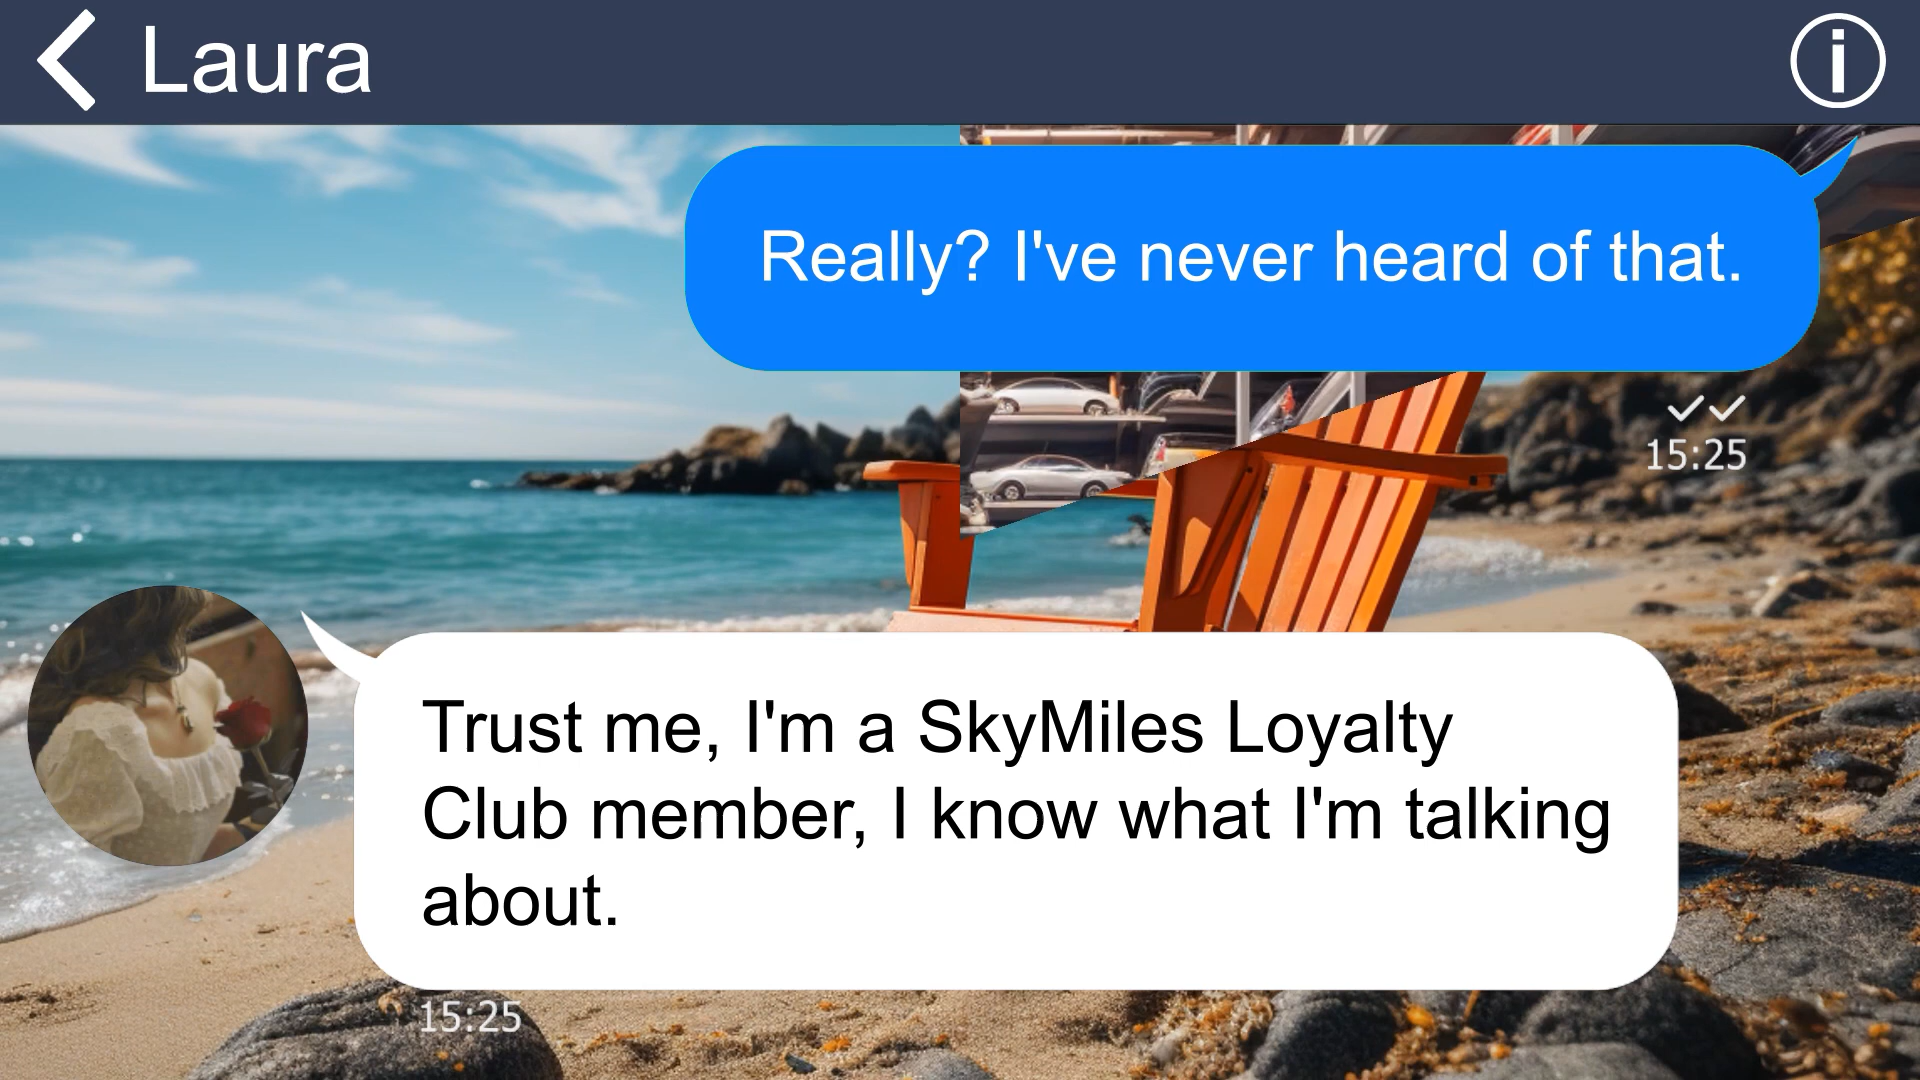 Laura
Really? I've never heard of that.
15:25
Trust me, I'm a SkyMiles Loyalty
Club member, I know what I'm talking
about.
15:25